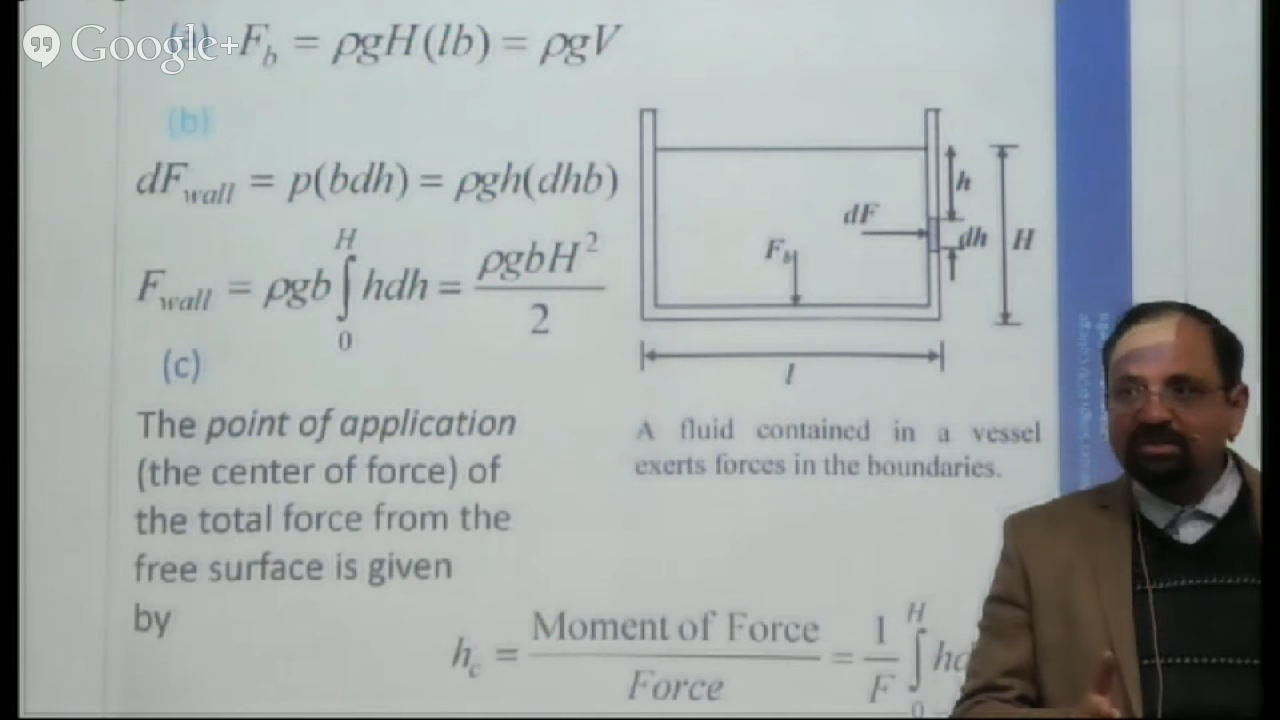 Google+
(a) F_b = ρgH(lb) = ρgV
(b)
dF_wall = p(bdh) = ρgh(dhb)
F_wall = ρgb ∫_0^H hdh = ρgbH^2 / 2
(c)
The point of application
(the center of force) of
the total force from the
free surface is given
by
h_c = Moment of Force / Force = 1/F ∫_0^H hd
h
dF
dh
H
F_b
l
A fluid contained in a vessel
exerts forces in the boundaries.
College